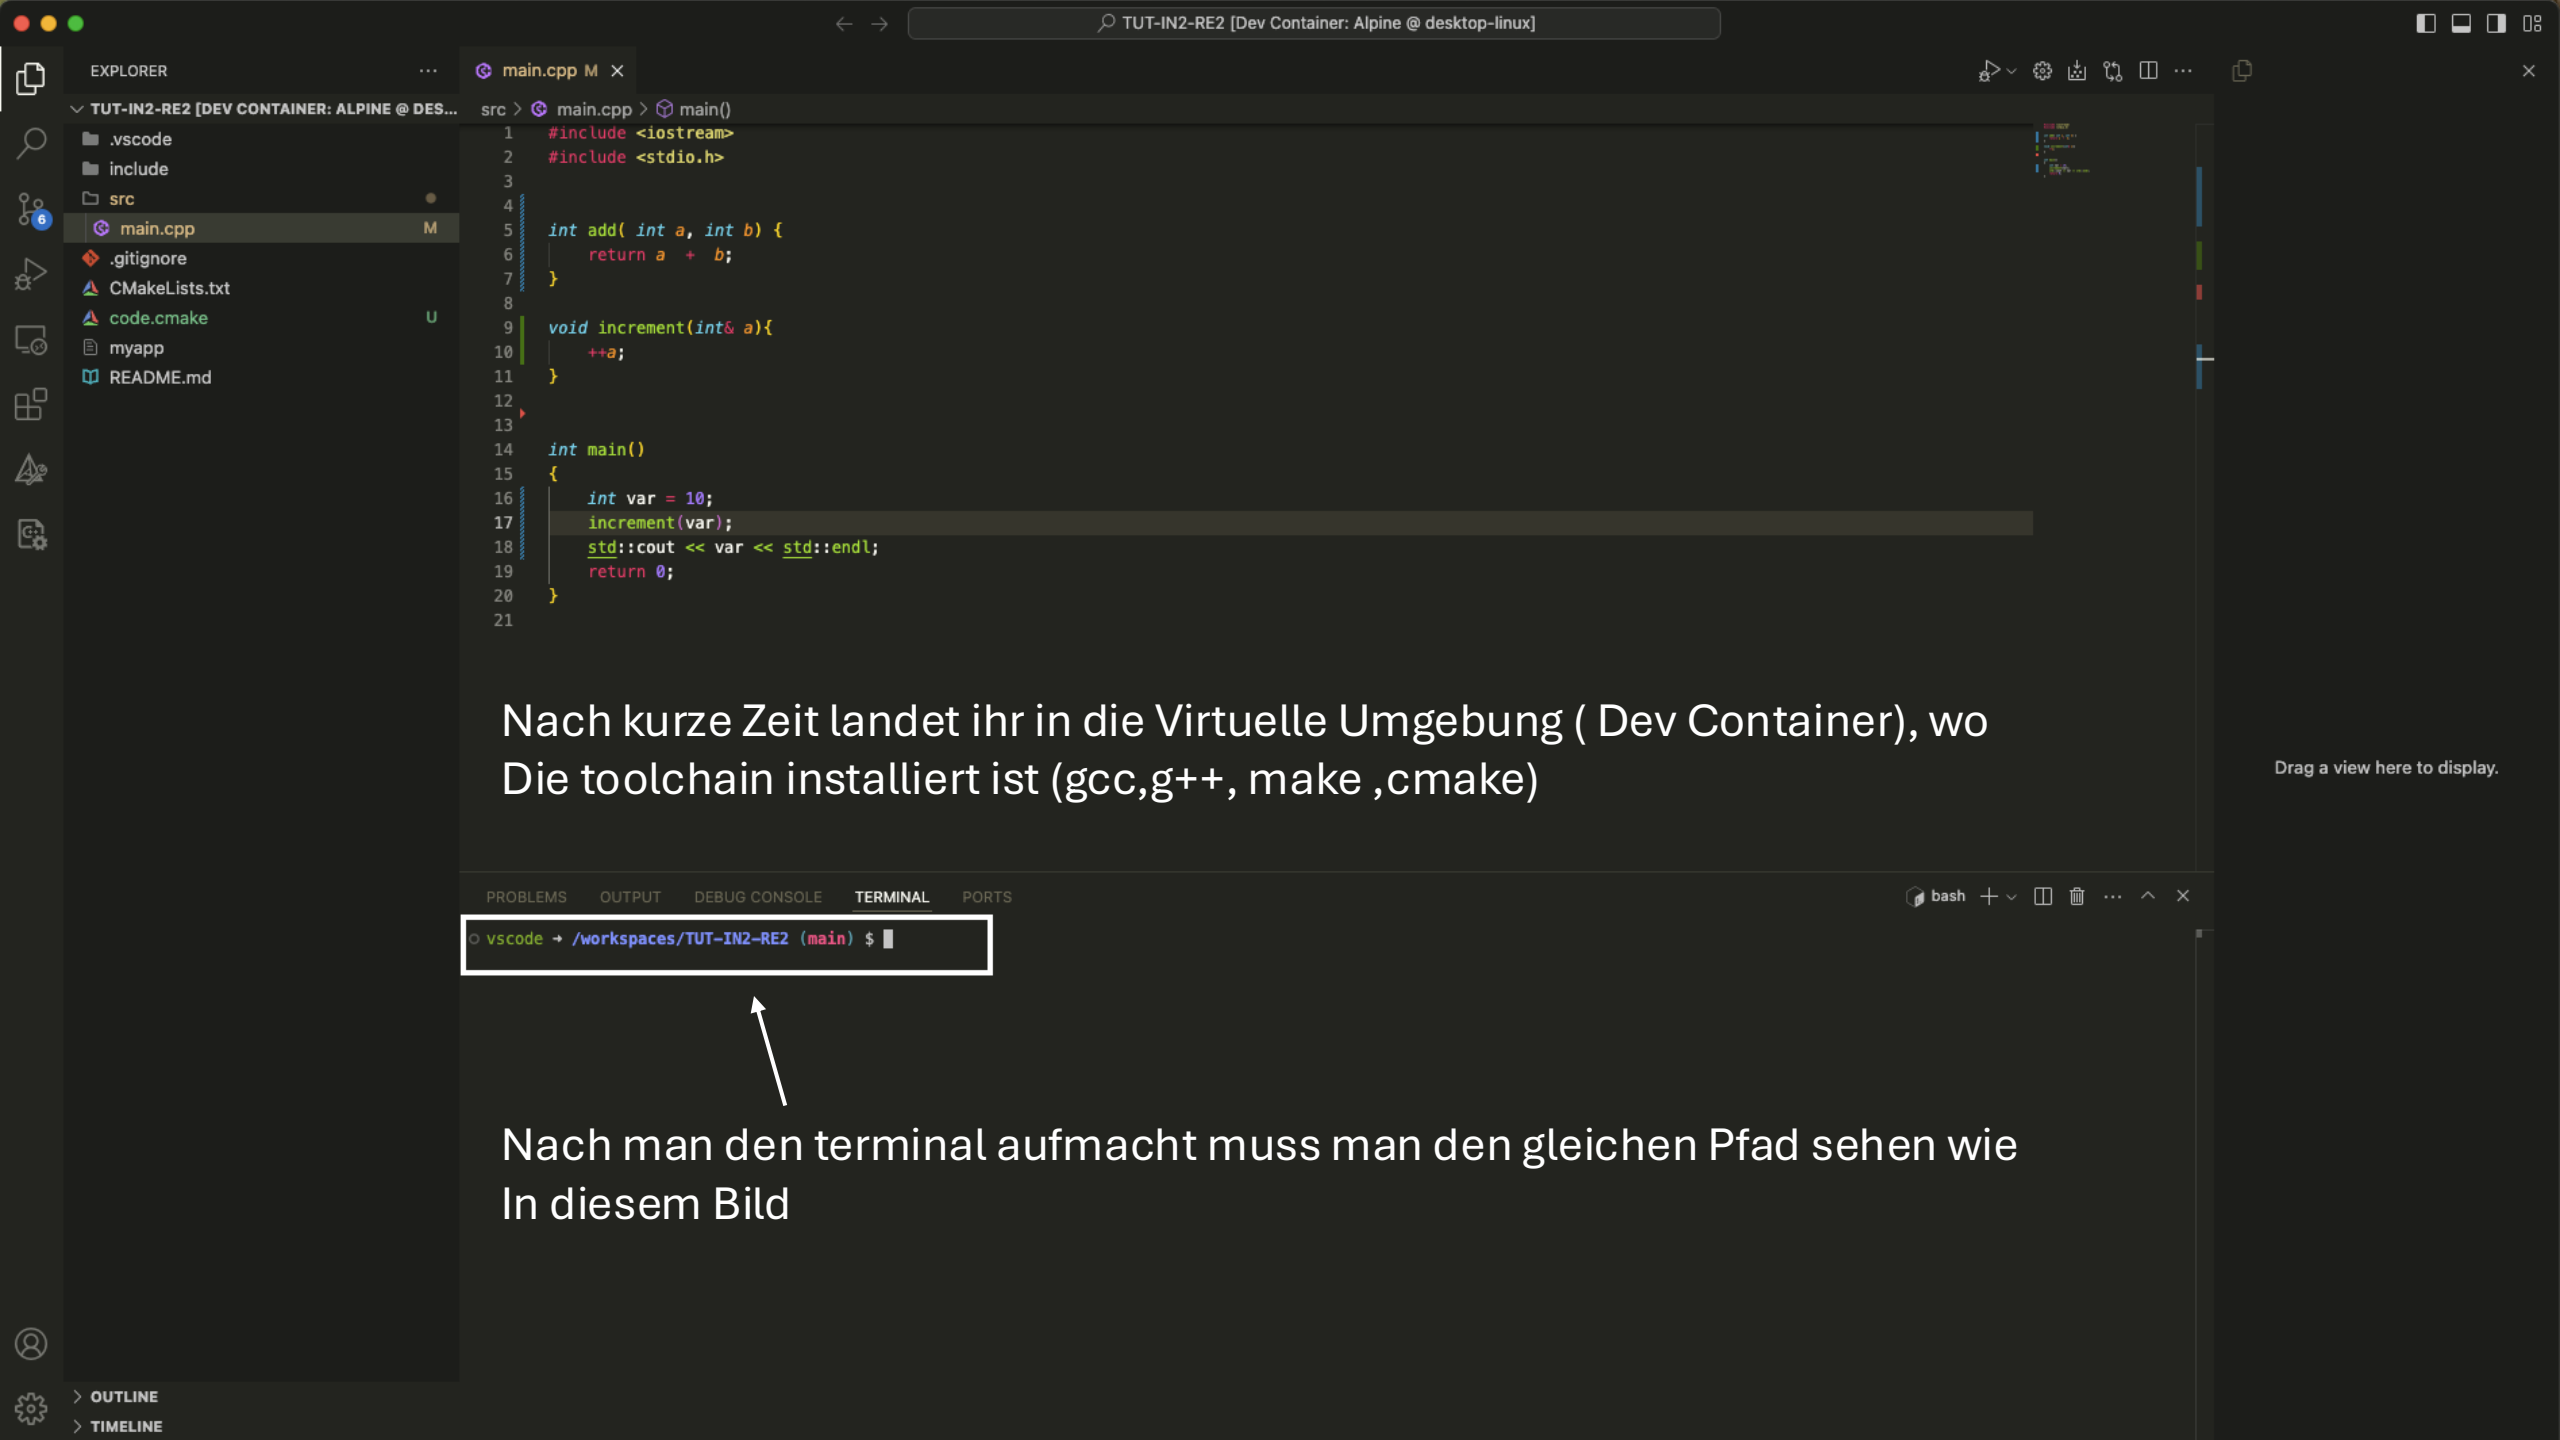 TUT-IN2-RE2 [Dev Container: Alpine @ desktop-linux]
EXPLORER
main.cpp M
TUT-IN2-RE2 [DEV CONTAINER: ALPINE @ DES...
src > main.cpp > main()
.vscode
include
src
main.cpp M
.gitignore
CMakeLists.txt
code.cmake U
myapp
README.md
6
1 #include <iostream>
2 #include <stdio.h>
3
4
5 int add( int a, int b) {
6 return a + b;
7 }
8
9 void increment(int& a){
10 ++a;
11 }
12
13
14 int main()
15 {
16 int var = 10;
17 increment(var);
18 std::cout << var << std::endl;
19 return 0;
20 }
21
Nach kurze Zeit landet ihr in die Virtuelle Umgebung ( Dev Container), wo
Die toolchain installiert ist (gcc,g++, make ,cmake)
Drag a view here to display.
PROBLEMS OUTPUT DEBUG CONSOLE TERMINAL PORTS
bash
vscode ➜ /workspaces/TUT-IN2-RE2 (main) $
Nach man den terminal aufmacht muss man den gleichen Pfad sehen wie
In diesem Bild
OUTLINE
TIMELINE